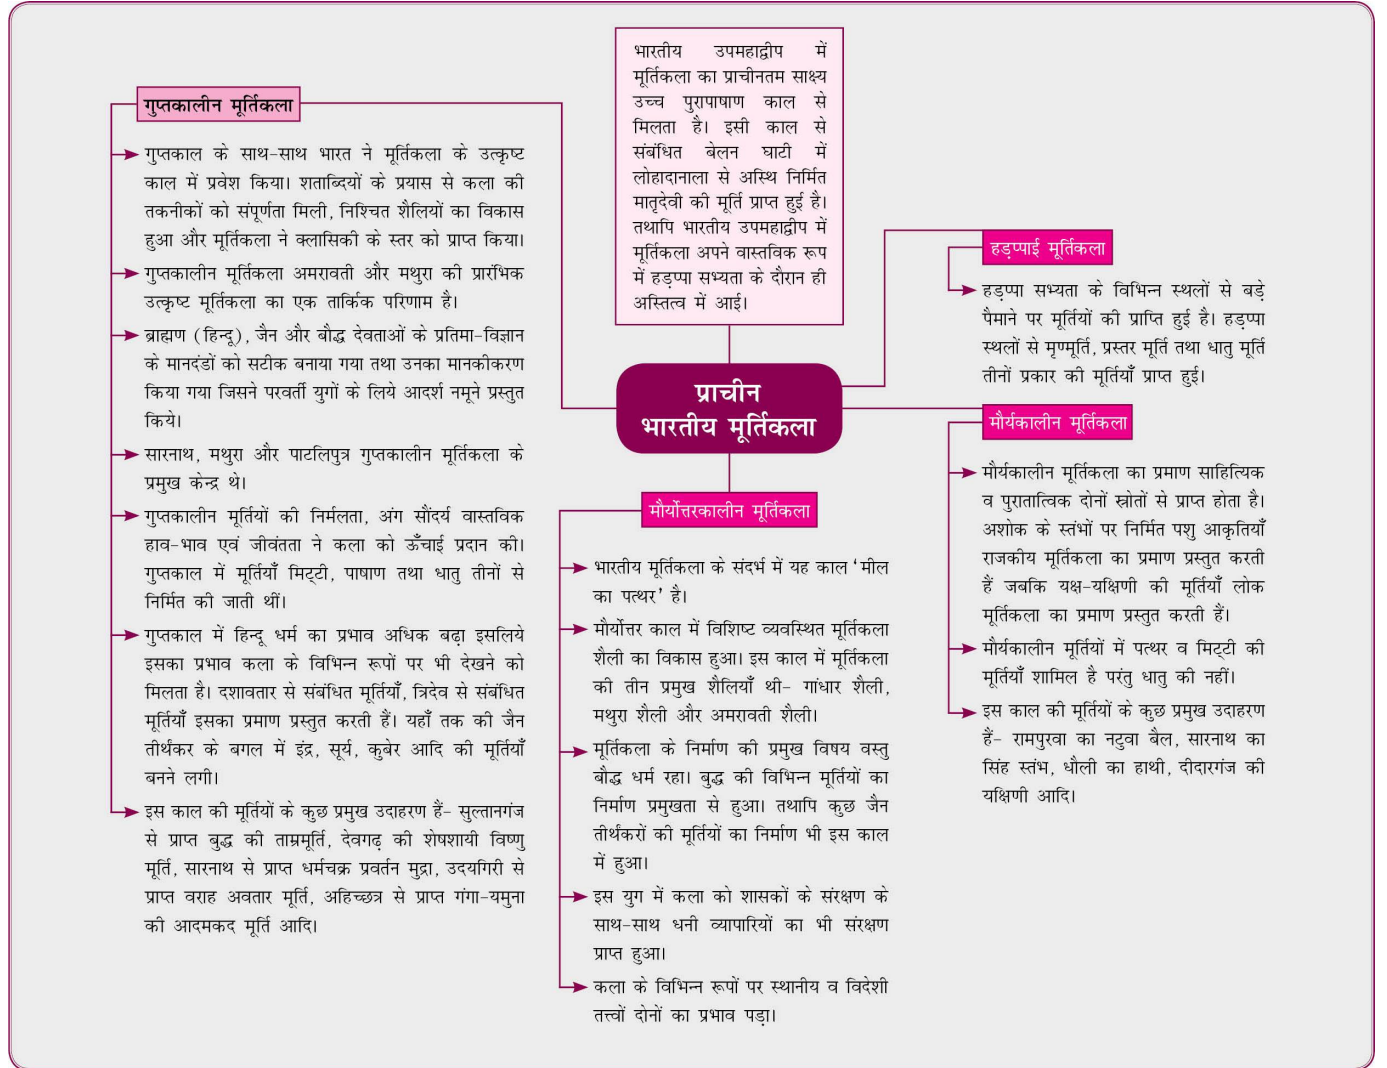 भारतीय उपमहाद्वीप में
मूर्तिकला का प्राचीनतम साक्ष्य
उच्च पुरापाषाण काल से
मिलता है। इसी काल से
संबंधित बेलन घाटी में
लोहादानाला से अस्थि निर्मित
मातृदेवी की मूर्ति प्राप्त हुई है।
तथापि भारतीय उपमहाद्वीप में
मूर्तिकला अपने वास्तविक रूप
में हड़प्पा सभ्यता के दौरान ही
अस्तित्व में आई।
प्राचीन
भारतीय मूर्तिकला
गुप्तकालीन मूर्तिकला
गुप्तकाल के साथ-साथ भारत ने मूर्तिकला के उत्कृष्ट
काल में प्रवेश किया। शताब्दियों के प्रयास से कला की
तकनीकों को संपूर्णता मिली, निश्चित शैलियों का विकास
हुआ और मूर्तिकला ने क्लासिकी के स्तर को प्राप्त किया।
गुप्तकालीन मूर्तिकला अमरावती और मथुरा की प्रारंभिक
उत्कृष्ट मूर्तिकला का एक तार्किक परिणाम है।
ब्राह्मण (हिन्दू), जैन और बौद्ध देवताओं के प्रतिमा-विज्ञान
के मानदंडों को सटीक बनाया गया तथा उनका मानकीकरण
किया गया जिसने परवर्ती युगों के लिये आदर्श नमूने प्रस्तुत
किये।
सारनाथ, मथुरा और पाटलिपुत्र गुप्तकालीन मूर्तिकला के
प्रमुख केन्द्र थे।
गुप्तकालीन मूर्तियों की निर्मलता, अंग सौंदर्य वास्तविक
हाव-भाव एवं जीवंतता ने कला को ऊँचाई प्रदान की।
गुप्तकाल में मूर्तियाँ मिट्टी, पाषाण तथा धातु तीनों से
निर्मित की जाती थीं।
गुप्तकाल में हिन्दू धर्म का प्रभाव अधिक बढ़ा इसलिये
इसका प्रभाव कला के विभिन्न रूपों पर भी देखने को
मिलता है। दशावतार से संबंधित मूर्तियाँ, त्रिदेव से संबंधित
मूर्तियाँ इसका प्रमाण प्रस्तुत करती हैं। यहाँ तक की जैन
तीर्थंकर के बगल में इंद्र, सूर्य, कुबेर आदि की मूर्तियाँ
बनने लगी।
इस काल की मूर्तियों के कुछ प्रमुख उदाहरण हैं- सुल्तानगंज
से प्राप्त बुद्ध की ताम्रमूर्ति, देवगढ़ की शेषशायी विष्णु
मूर्ति, सारनाथ से प्राप्त धर्मचक्र प्रवर्तन मुद्रा, उदयगिरी से
प्राप्त वराह अवतार मूर्ति, अहिच्छत्र से प्राप्त गंगा-यमुना
की आदमकद मूर्ति आदि।
मौर्योत्तरकालीन मूर्तिकला
भारतीय मूर्तिकला के संदर्भ में यह काल ‘मील
का पत्थर’ है।
मौर्योत्तर काल में विशिष्ट व्यवस्थित मूर्तिकला
शैली का विकास हुआ। इस काल में मूर्तिकला
की तीन प्रमुख शैलियाँ थी- गांधार शैली,
मथुरा शैली और अमरावती शैली।
मूर्तिकला के निर्माण की प्रमुख विषय वस्तु
बौद्ध धर्म रहा। बुद्ध की विभिन्न मूर्तियों का
निर्माण प्रमुखता से हुआ। तथापि कुछ जैन
तीर्थंकरों की मूर्तियों का निर्माण भी इस काल
में हुआ।
इस युग में कला को शासकों के संरक्षण के
साथ-साथ धनी व्यापारियों का भी संरक्षण
प्राप्त हुआ।
कला के विभिन्न रूपों पर स्थानीय व विदेशी
तत्त्वों दोनों का प्रभाव पड़ा।
हड़प्पाई मूर्तिकला
हड़प्पा सभ्यता के विभिन्न स्थलों से बड़े
पैमाने पर मूर्तियों की प्राप्ति हुई है। हड़प्पा
स्थलों से मृण्मूर्ति, प्रस्तर मूर्ति तथा धातु मूर्ति
तीनों प्रकार की मूर्तियाँ प्राप्त हुई।
मौर्यकालीन मूर्तिकला
मौर्यकालीन मूर्तिकला का प्रमाण साहित्यिक
व पुरातात्विक दोनों स्रोतों से प्राप्त होता है।
अशोक के स्तंभों पर निर्मित पशु आकृतियाँ
राजकीय मूर्तिकला का प्रमाण प्रस्तुत करती
हैं जबकि यक्ष-यक्षिणी की मूर्तियाँ लोक
मूर्तिकला का प्रमाण प्रस्तुत करती हैं।
मौर्यकालीन मूर्तियों में पत्थर व मिट्टी की
मूर्तियाँ शामिल है परंतु धातु की नहीं।
इस काल की मूर्तियों के कुछ प्रमुख उदाहरण
हैं- रामपुरवा का नटुवा बैल, सारनाथ का
सिंह स्तंभ, धौली का हाथी, दीदारगंज की
यक्षिणी आदि।